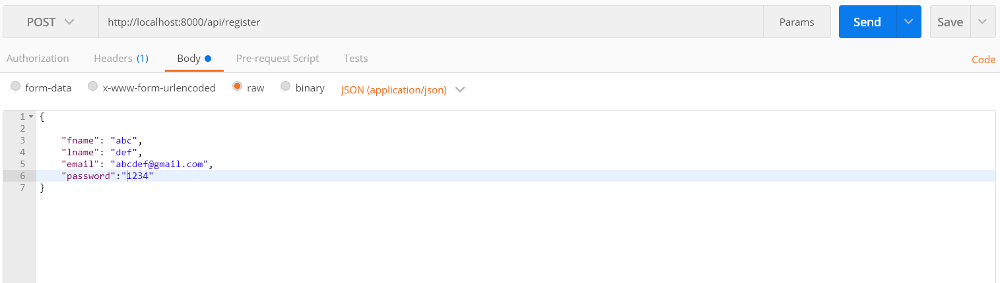 POST http://localhost:8000/api/register Params Send Save
Authorization Headers (1) Body Pre-request Script Tests Code
form-data x-www-form-urlencoded raw binary JSON (application/json)
1 {
2
3 "fname": "abc",
4 "lname": "def",
5 "email": "abcdef@gmail.com",
6 "password":"1234"
7 }